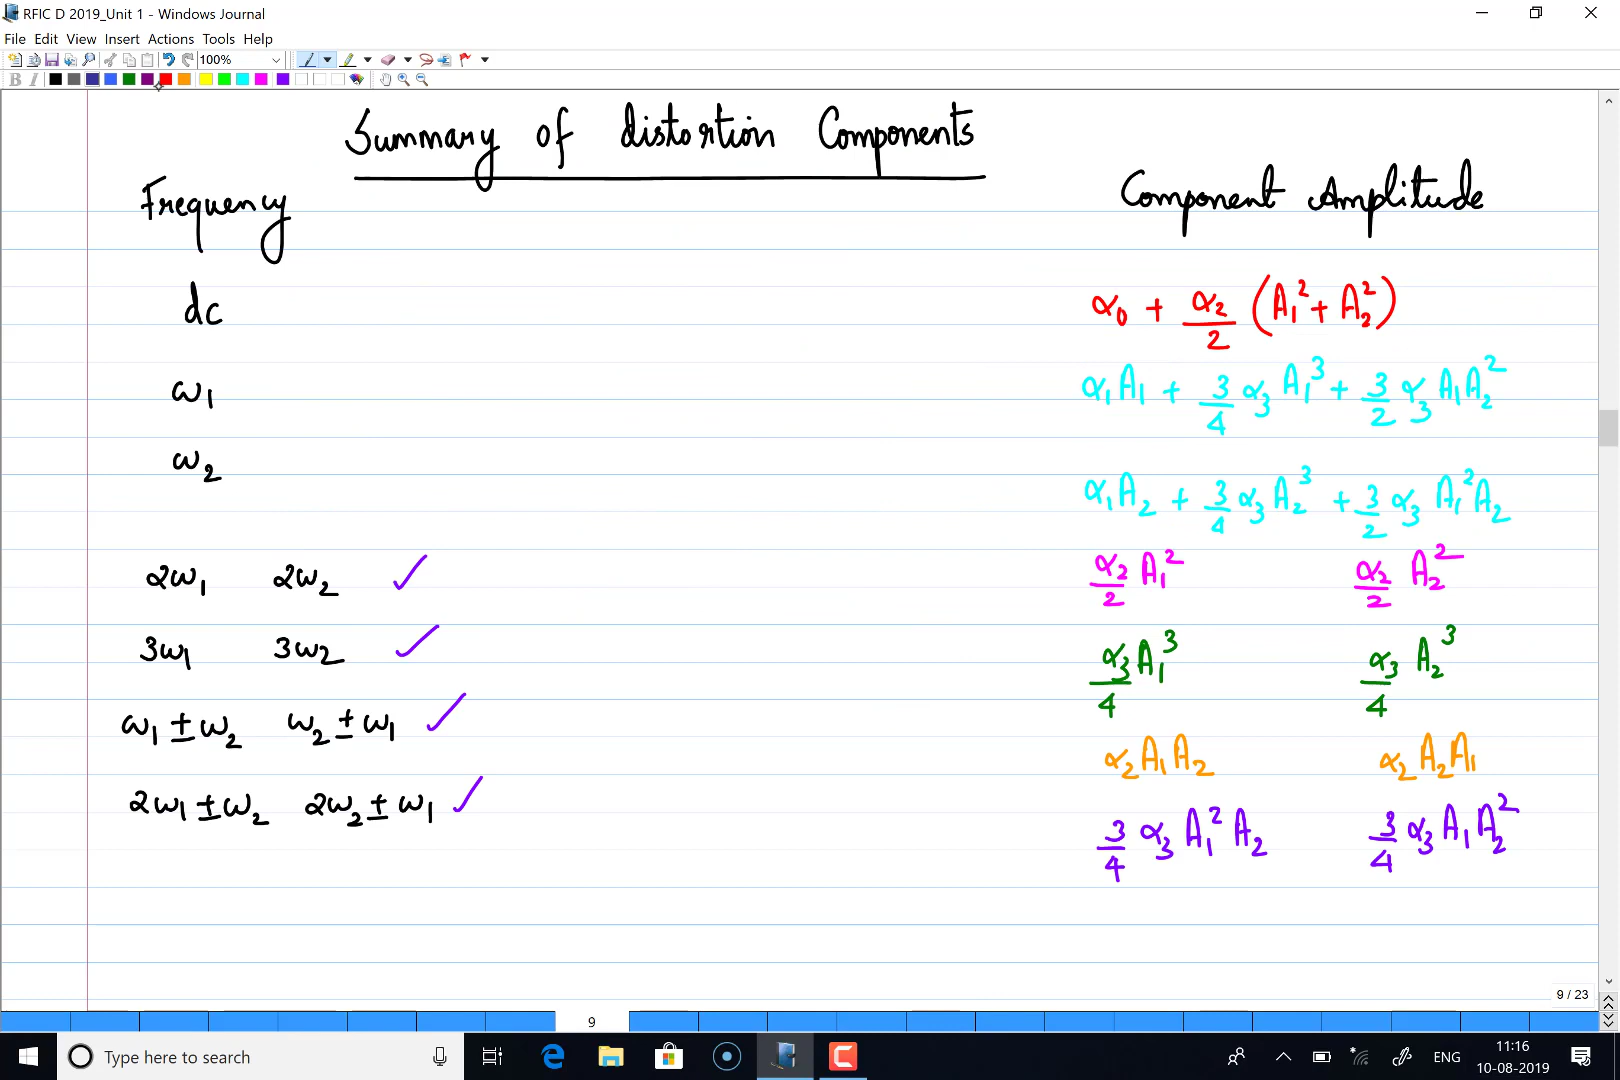 RFIC D 2019_Unit 1 - Windows Journal
File Edit View Insert Actions Tools Help
100%
B I
Summary of distortion Components
Frequency Component Amplitude
dc α₀ + α₂/2 (A₁² + A₂²)
ω₁ α₁A₁ + 3/4 α₃ A₁³ + 3/2 α₃ A₁A₂²
ω₂ α₁A₂ + 3/4 α₃A₂³ + 3/2 α₃ A₁²A₂
2ω₁ 2ω₂ ✓ α₂/2 A₁² α₂/2 A₂²
3ω₁ 3ω₂ ✓ α₃/4 A₁³ α₃/4 A₂³
ω₁ ± ω₂ ω₂ ± ω₁ ✓ α₂A₁A₂ α₂A₂A₁
2ω₁ ± ω₂ 2ω₂ ± ω₁ ✓ 3/4 α₃ A₁² A₂ 3/4 α₃ A₁A₂²
9 / 23
9
Type here to search
ENG
11:16
10-08-2019